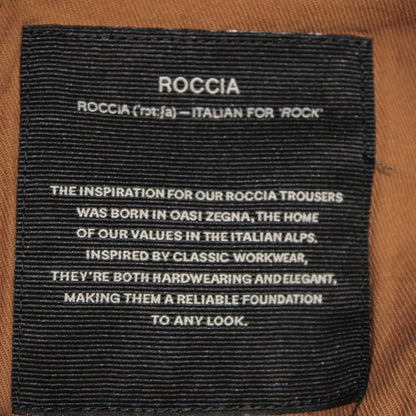 ROCCIA
ROCCIA ('rɔt:ʃa) — ITALIAN FOR 'ROCK'
THE INSPIRATION FOR OUR ROCCIA TROUSERS
WAS BORN IN OASI ZEGNA, THE HOME
OF OUR VALUES IN THE ITALIAN ALPS.
INSPIRED BY CLASSIC WORKWEAR,
THEY'RE BOTH HARDWEARING AND ELEGANT,
MAKING THEM A RELIABLE FOUNDATION
TO ANY LOOK.